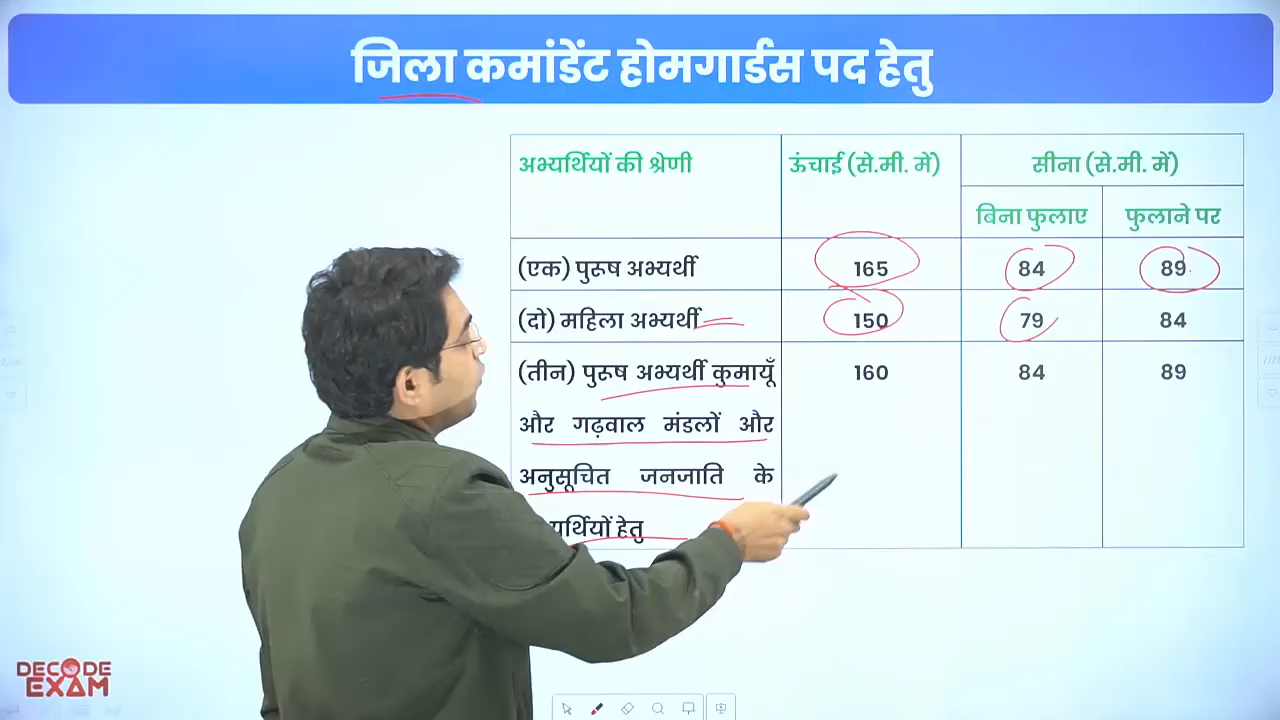 जिला कमांडेंट होमगार्डस पद हेतु
अभ्यर्थियों की श्रेणी ऊंचाई (से.मी. में) सीना (से.मी. में)
बिना फुलाए फुलाने पर
(एक) पुरूष अभ्यर्थी 165 84 89
(दो) महिला अभ्यर्थी 150 79 84
(तीन) पुरूष अभ्यर्थी कुमायूँ 160 84 89
और गढ़वाल मंडलों और
अनुसूचित जनजाति के
हेतु
DECODE
EXAM